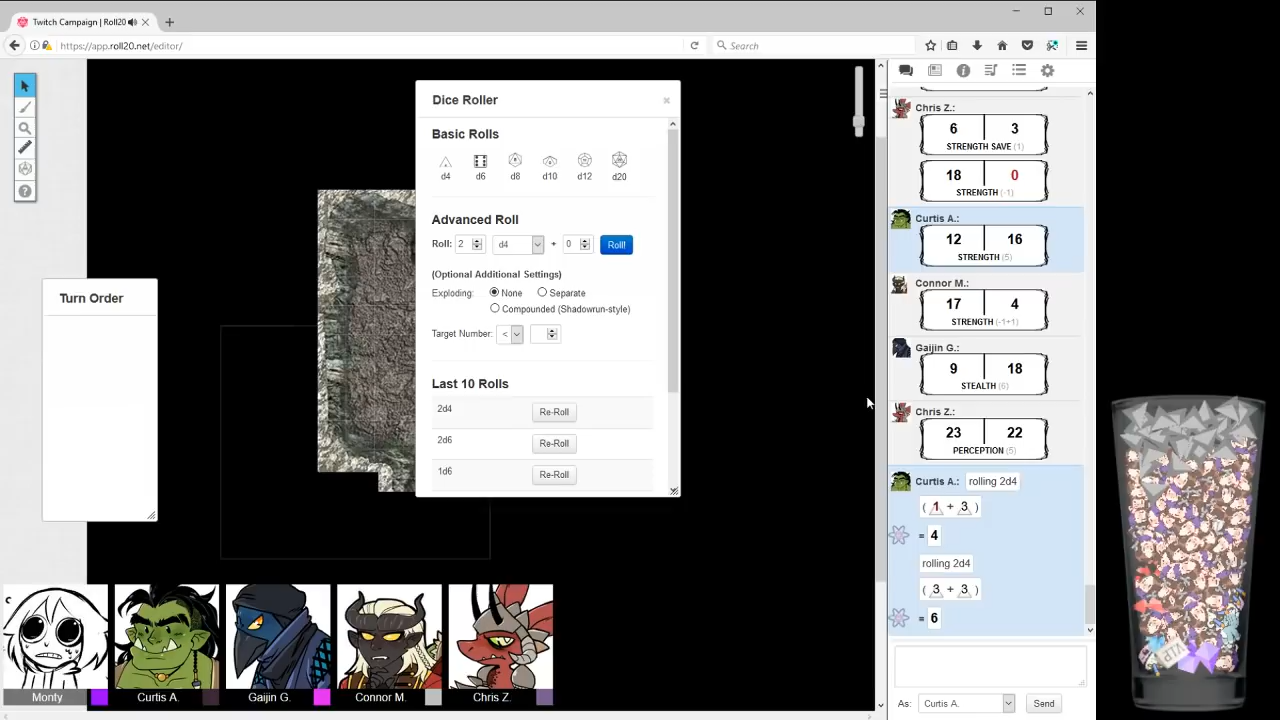 Twitch Campaign | Roll20
https://app.roll20.net/editor/
Search
Turn Order
Dice Roller
×
Basic Rolls
d4 d6 d8 d10 d12 d20
Advanced Roll
Roll: 2 d4 + 0 Roll!
(Optional Additional Settings)
Exploding: None Separate
Compounded (Shadowrun-style)
Target Number: <
Last 10 Rolls
2d4 Re-Roll
2d6 Re-Roll
1d6 Re-Roll
Monty
Curtis A.
Gaijin G.
Connor M.
Chris Z.
Chris Z.:
6 3
STRENGTH SAVE (1)
18 0
STRENGTH (-1)
Curtis A.:
12 16
STRENGTH (5)
Connor M.:
17 4
STRENGTH (-1+1)
Gaijin G.:
9 18
STEALTH (6)
Chris Z.:
23 22
PERCEPTION (5)
Curtis A.: rolling 2d4
( 1 + 3 )
= 4
rolling 2d4
( 3 + 3 )
= 6
As: Curtis A. Send